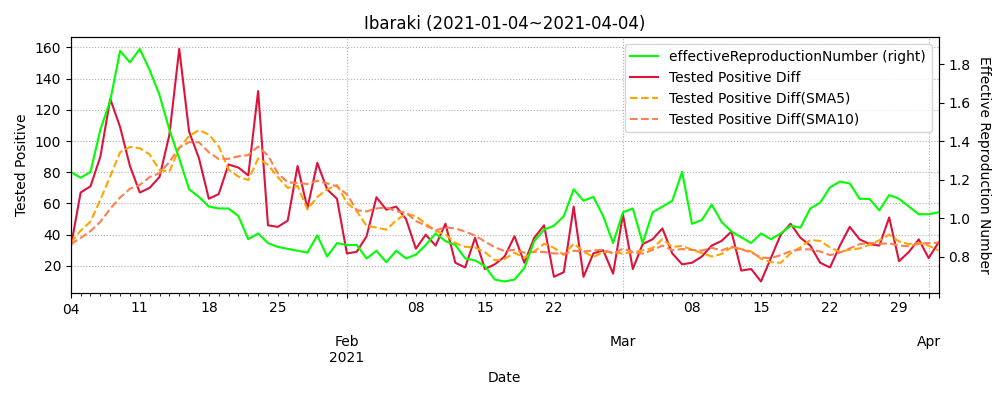 Ibaraki (2021-01-04~2021-04-04)
effectiveReproductionNumber (right)
Tested Positive Diff
Tested Positive Diff(SMA5)
Tested Positive Diff(SMA10)
Tested Positive
160
140
120
100
80
60
40
20
1.8
1.6
1.4
1.2
1.0
0.8
Effective Reproduction Number
04 11 18 25 08 15 22 08 15 22 29
Feb Mar Apr
2021
Date